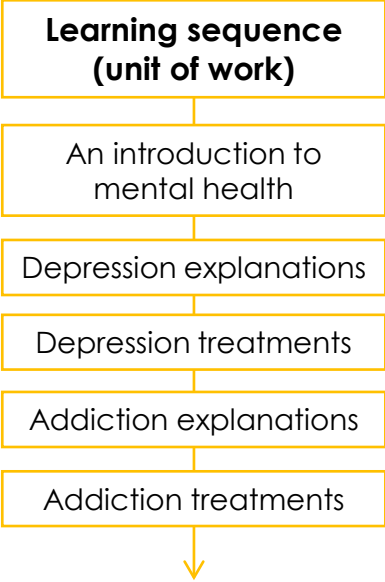 Learning sequence
(unit of work)
An introduction to
mental health
Depression explanations
Depression treatments
Addiction explanations
Addiction treatments